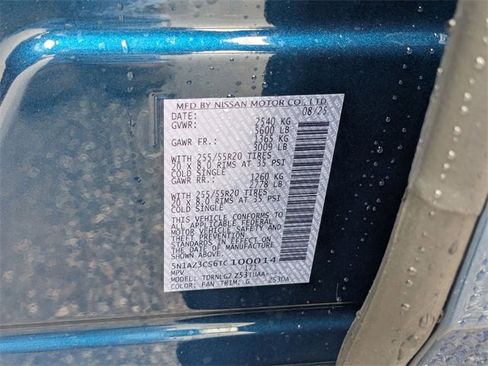 MFD BY NISSAN MOTOR CO., LTD
DATE: 08/25
GVWR: 2540 KG
5600 LB
GAWR FR.: 1365 KG
3009 LB
WITH 255/55R20 TIRES
20 X 8.0 RIMS AT 35 PSI
COLD SINGLE
GAWR RR.: 1260 KG
2778 LB
WITH 255/55R20 TIRES
20 X 8.0 RIMS AT 35 PSI
COLD SINGLE
THIS VEHICLE CONFORMS TO
ALL APPLICABLE FEDERAL
MOTOR VEHICLE SAFETY AND
THEFT PREVENTION STANDARDS
IN EFFECT ON THE DATE OF
MANUFACTURE SHOWN ABOVE.
5N1AZ3CS6TC100014
MPV
MODEL:
COLOR: FAN TRIM: G